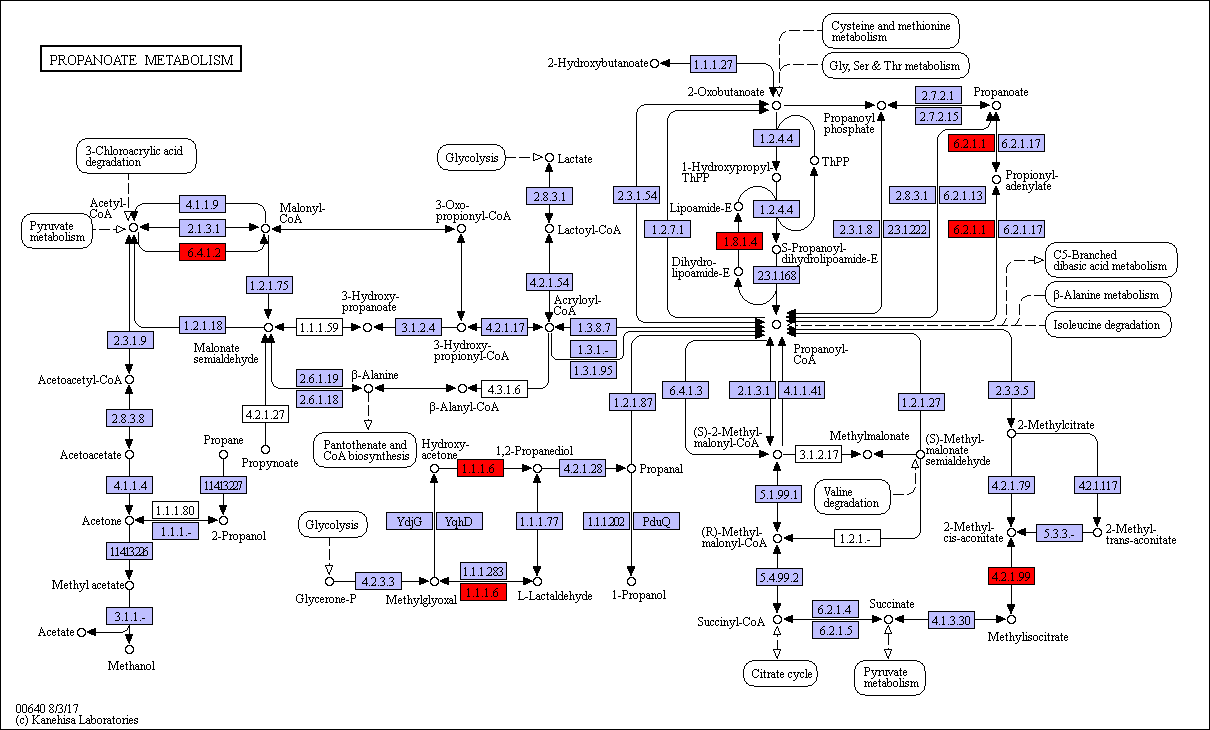 PROPANOATE METABOLISM
Cysteine and methionine
metabolism
Gly, Ser & Thr metabolism
2-Hydroxybutanoate
1.1.1.27
2-Oxobutanoate
Propanoyl
phosphate
2.7.2.1
2.7.2.15
Propanoate
1.2.4.4
6.2.1.1
6.2.1.17
3-Chloroacrylic acid
degradation
Glycolysis
Lactate
ThPP
1-Hydroxypropyl-
ThPP
Propionyl-
adenylate
2.8.3.1
2.3.1.54
2.8.3.1
6.2.1.13
Acetyl-
CoA
4.1.1.9
Malonyl-
CoA
3-Oxo-
propionyl-CoA
Lipoamide-E
1.2.4.4
Pyruvate
metabolism
2.1.3.1
Lactoyl-CoA
1.2.7.1
2.3.1.8
2.3.1.222
6.2.1.1
6.2.1.17
6.4.1.2
1.8.1.4
S-Propanoyl-
dihydrolipoamide-E
C5-Branched
dibasic acid metabolism
Dihydro-
lipoamide-E
2.3.1.168
1.2.1.75
4.2.1.54
β-Alanine metabolism
3-Hydroxy-
propanoate
Acryloyl-
CoA
Isoleucine degradation
1.2.1.18
1.1.1.59
3.1.2.4
4.2.1.17
1.3.8.7
2.3.1.9
Malonate
semialdehyde
3-Hydroxy-
propionyl-CoA
1.3.1.-
1.3.1.95
Propanoyl-
CoA
Acetoacetyl-CoA
2.6.1.19
2.6.1.18
β-Alanine
4.3.1.6
β-Alanyl-CoA
1.2.1.87
6.4.1.3
2.1.3.1
4.1.1.41
1.2.1.27
2.3.3.5
2.8.3.8
4.2.1.27
2-Methylcitrate
Acetoacetate
Propane
Propynoate
Pantothenate and
CoA biosynthesis
Hydroxy-
acetone
1,2-Propanediol
(S)-2-Methyl-
malonyl-CoA
Methylmalonate
(S)-Methyl-
malonate
semialdehyde
1.1.1.6
4.2.1.28
Propanal
3.1.2.17
4.1.1.4
1.14.13.227
Valine
degradation
5.1.99.1
4.2.1.79
4.2.1.117
1.1.1.80
Acetone
1.1.1.-
2-Propanol
Glycolysis
YdjG
YqhD
1.1.1.77
1.1.1.202
PduQ
(R)-Methyl-
malonyl-CoA
1.2.1.-
2-Methyl-
cis-aconitate
5.3.3.-
2-Methyl-
trans-aconitate
1.14.13.226
Methyl acetate
4.2.3.3
1.1.1.283
1.1.1.6
Glycerone-P
Methylglyoxal
L-Lactaldehyde
1-Propanol
5.4.99.2
4.2.1.99
3.1.1.-
Acetate
Methanol
Succinyl-CoA
6.2.1.4
6.2.1.5
Succinate
4.1.3.30
Methylisocitrate
Citrate cycle
Pyruvate
metabolism
00640 8/3/17
(c) Kanehisa Laboratories